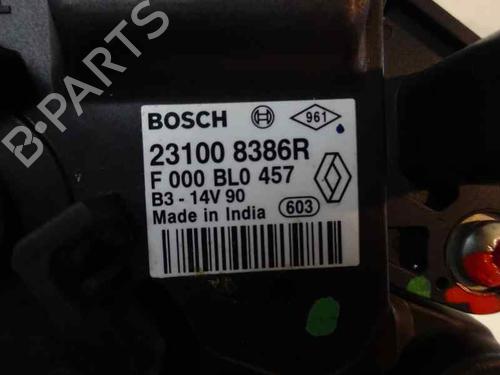 B-PARTS
BOSCH 961
23100 8386R
F 000 BL0 457
B3 - 14V 90
Made in India 603